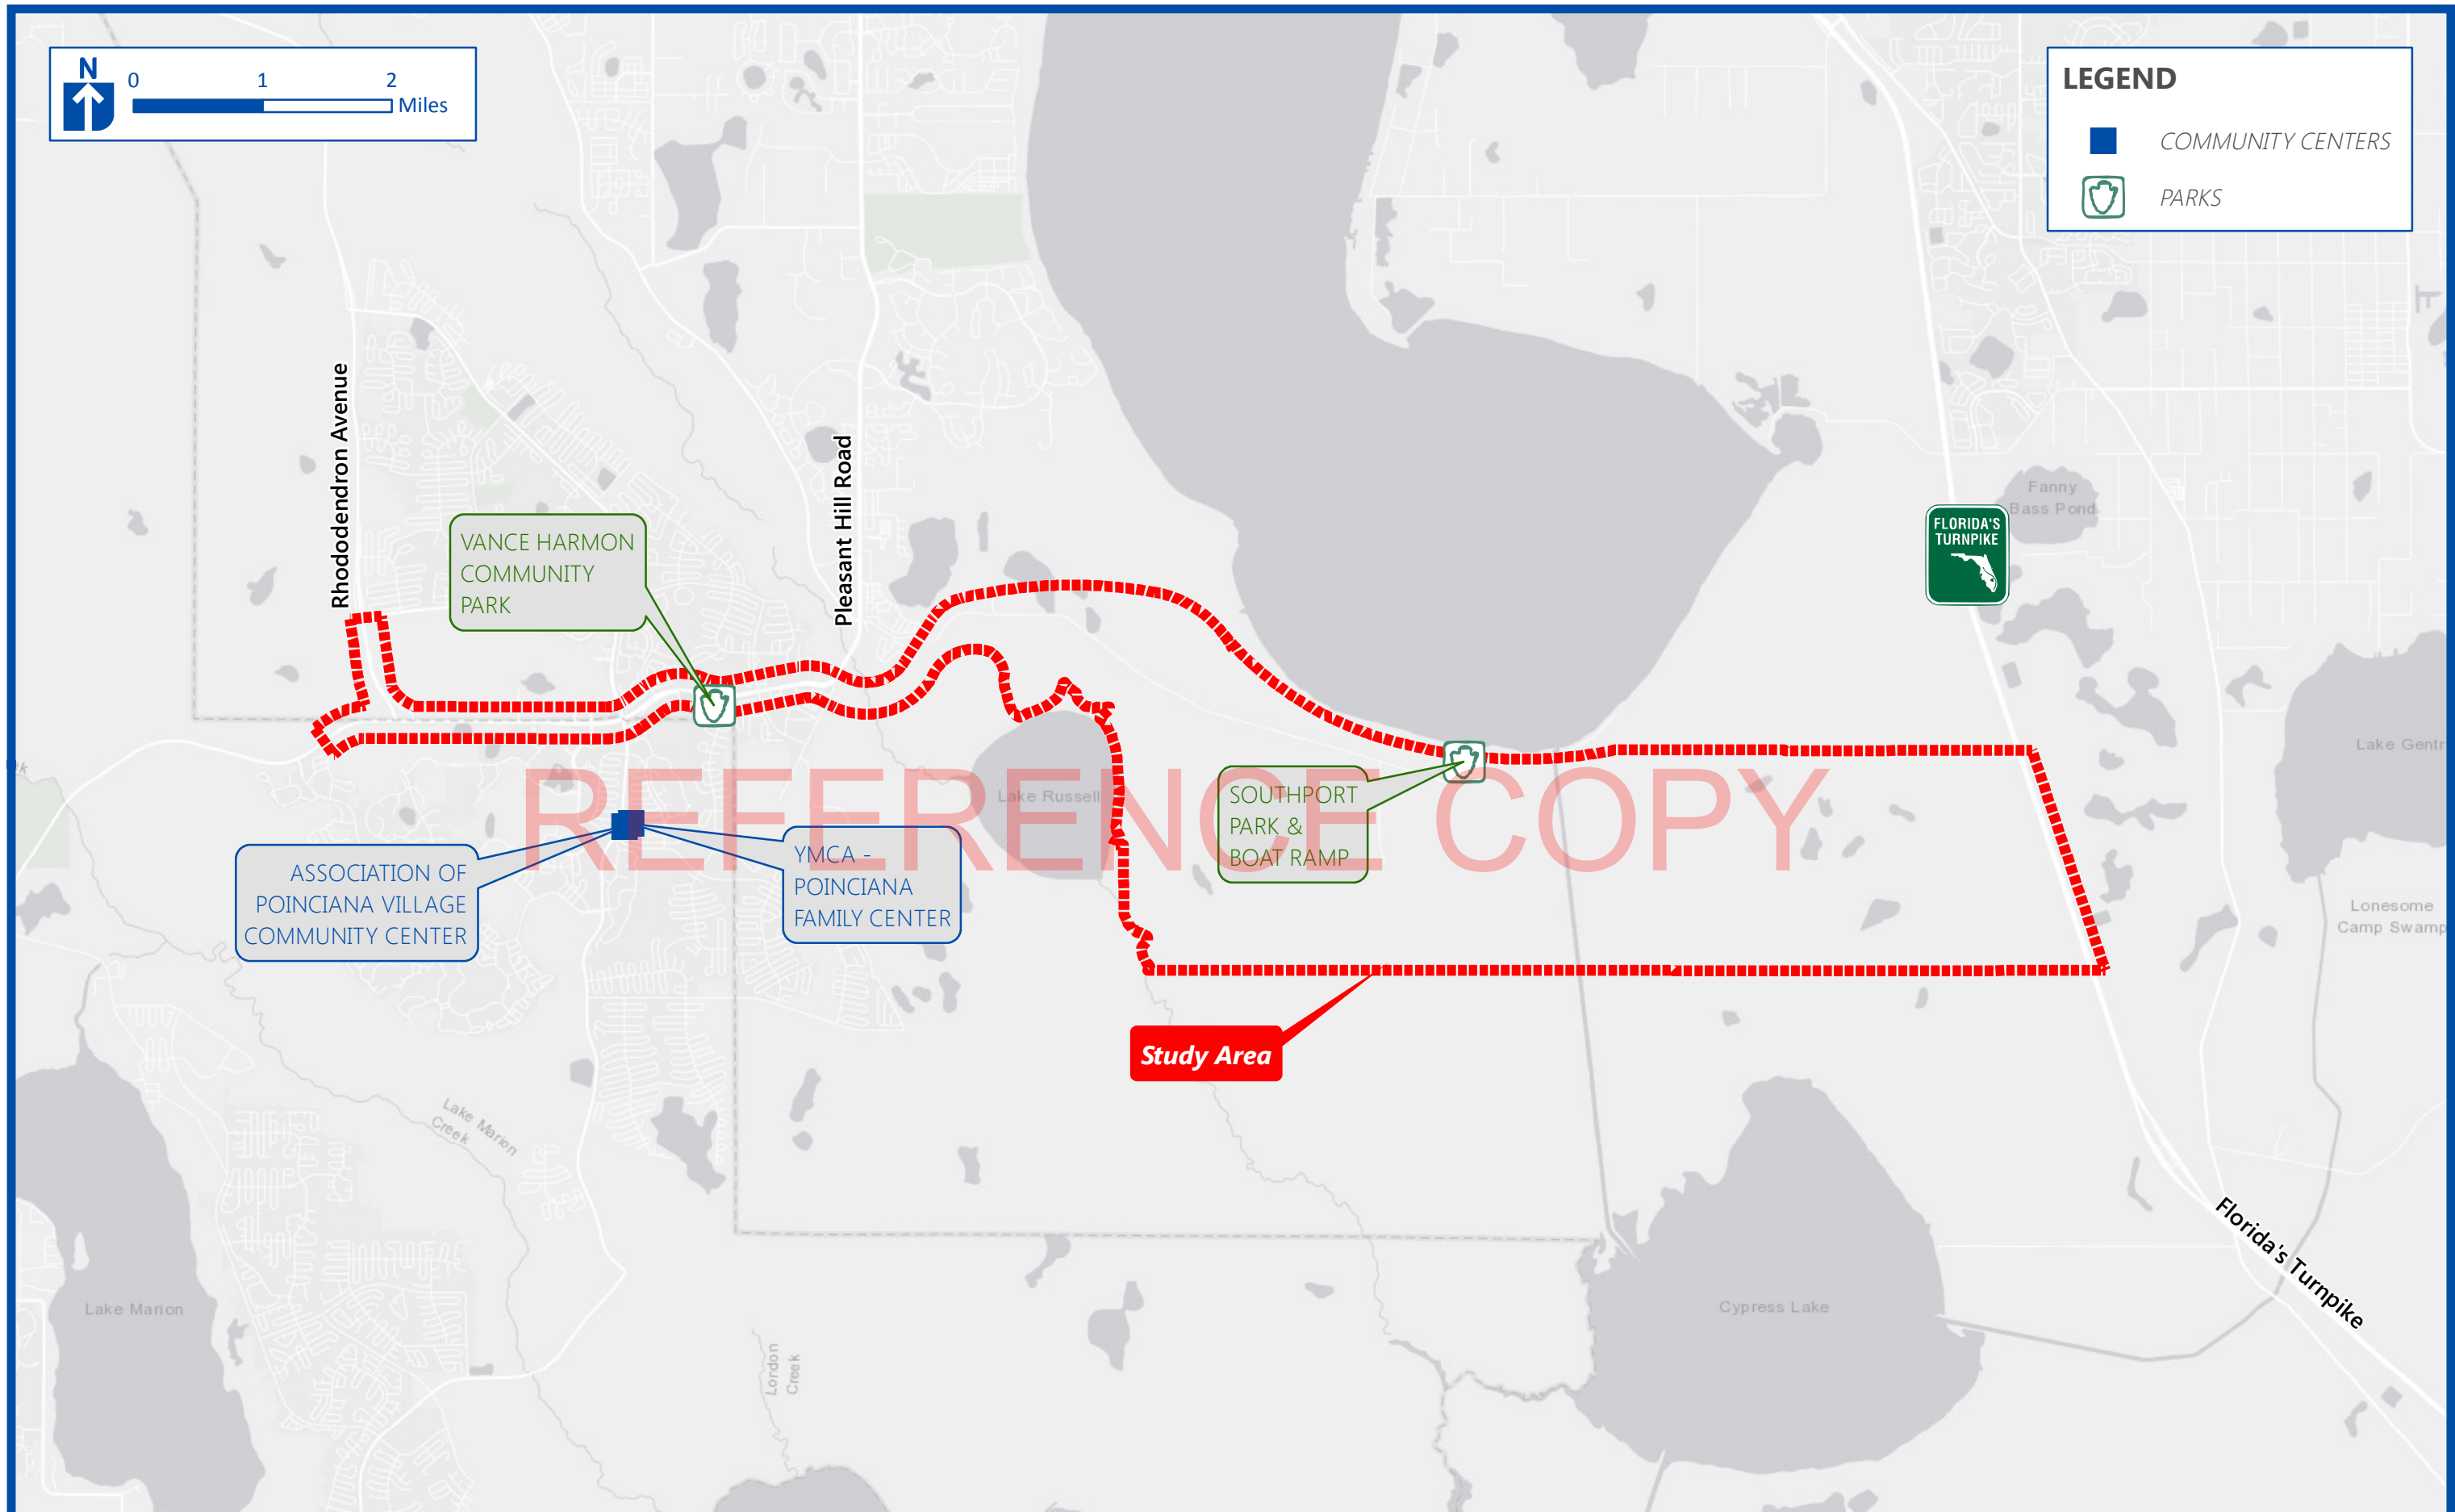 N
0 1 2
Miles
LEGEND
COMMUNITY CENTERS
PARKS
Rhododendron Avenue
Pleasant Hill Road
VANCE HARMON
COMMUNITY
PARK
Fanny
Bass Pond
FLORIDA'S
TURNPIKE
Lake Gentr
Lake Russell
REFERENCE COPY
SOUTHPORT
PARK &
BOAT RAMP
YMCA -
POINCIANA
FAMILY CENTER
ASSOCIATION OF
POINCIANA VILLAGE
COMMUNITY CENTER
Lonesome
Camp Swamp
Study Area
Lake Marion
Creek
Florida's Turnpike
Lake Marion
Cypress Lake
London
Creek